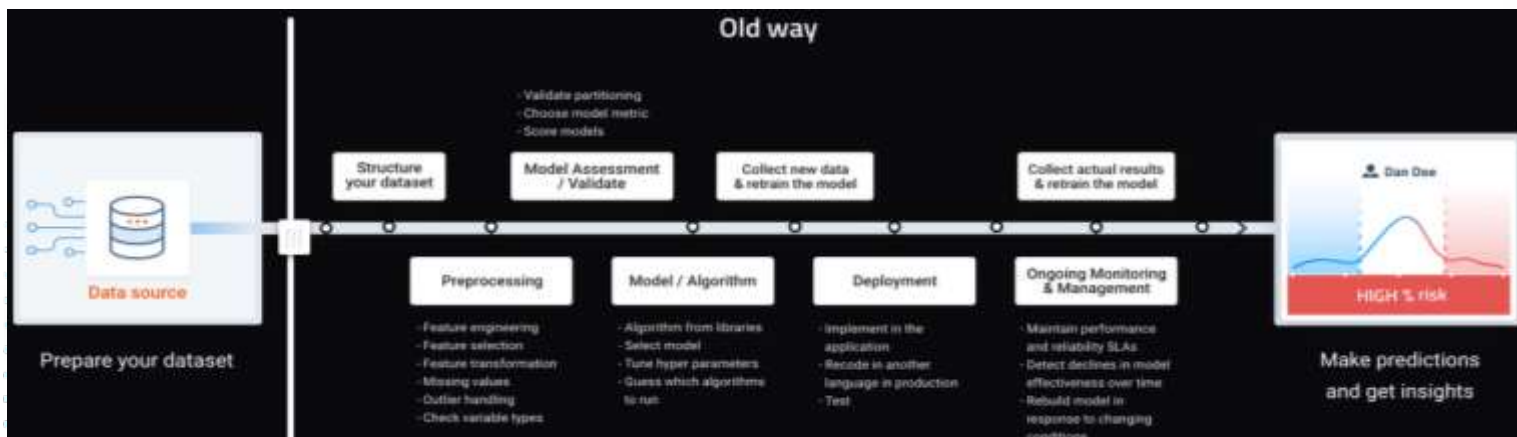 Old way
- Validate partitioning
- Choose model metric
- Score models
Structure
your dataset
Model Assessment
/ Validate
Collect new data
& retrain the model
Collect actual results
& retrain the model
Dan Doe
Data source
Prepare your dataset
Preprocessing
- Feature engineering
- Feature selection
- Feature transformation
- Missing values
- Outlier handling
- Check variable types
Model / Algorithm
- Algorithm from libraries
- Select model
- Tune hyper parameters
- Guess which algorithms
to run
Deployment
- Implement in the
application
- Recode in another
language in production
- Test
Ongoing Monitoring
& Management
- Maintain performance
and reliability SLAs
- Detect declines in model
effectiveness over time
- Rebuild model in
response to changing
conditions
HIGH % risk
Make predictions
and get insights